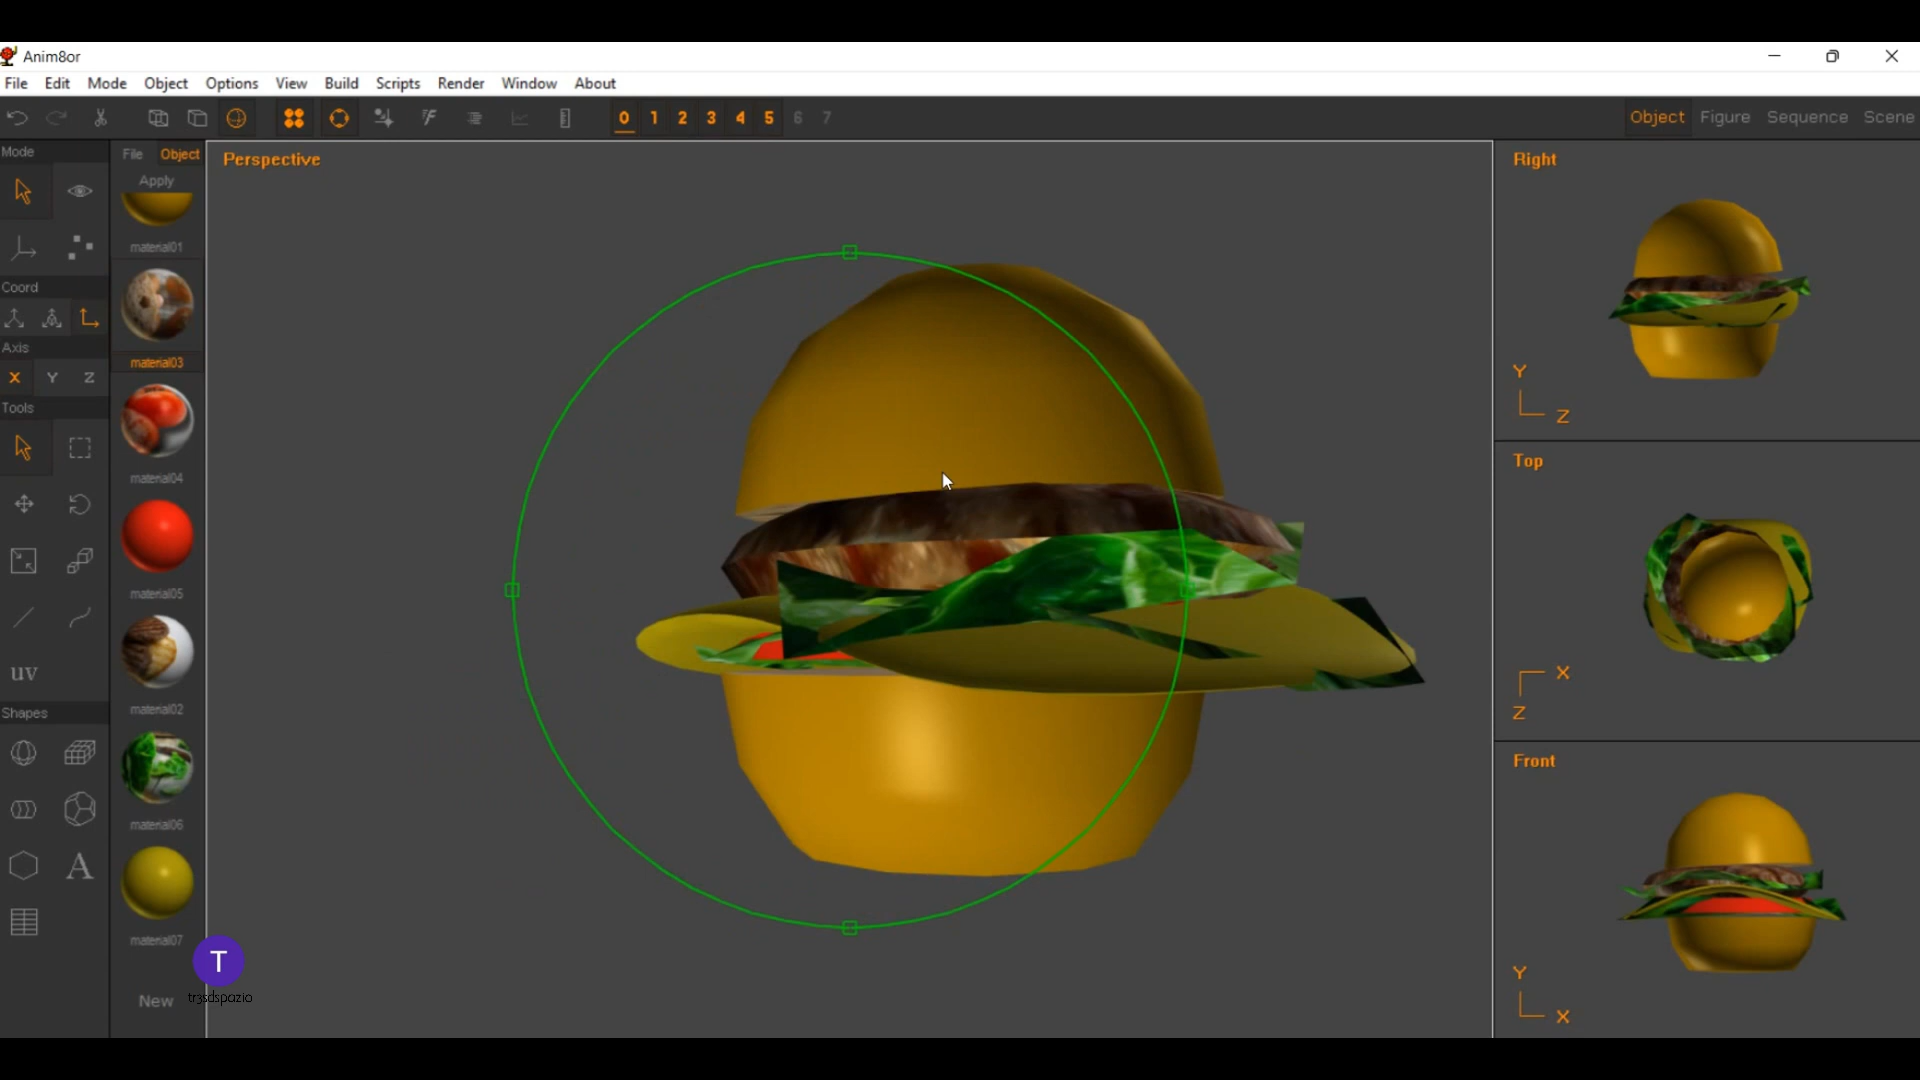 Anim8or
File Edit Mode Object Options View Build Scripts Render Window About
0 1 2 3 4 5 6 7
Object Figure Sequence Scene
Mode
File Object
Apply
material01
material03
material04
material05
material02
material06
material07
New
Coord
Axis
X Y Z
Tools
uv
Shapes
A
T
tr3sdspazio
Perspective
Right
Y
Z
Top
X
Z
Front
Y
X